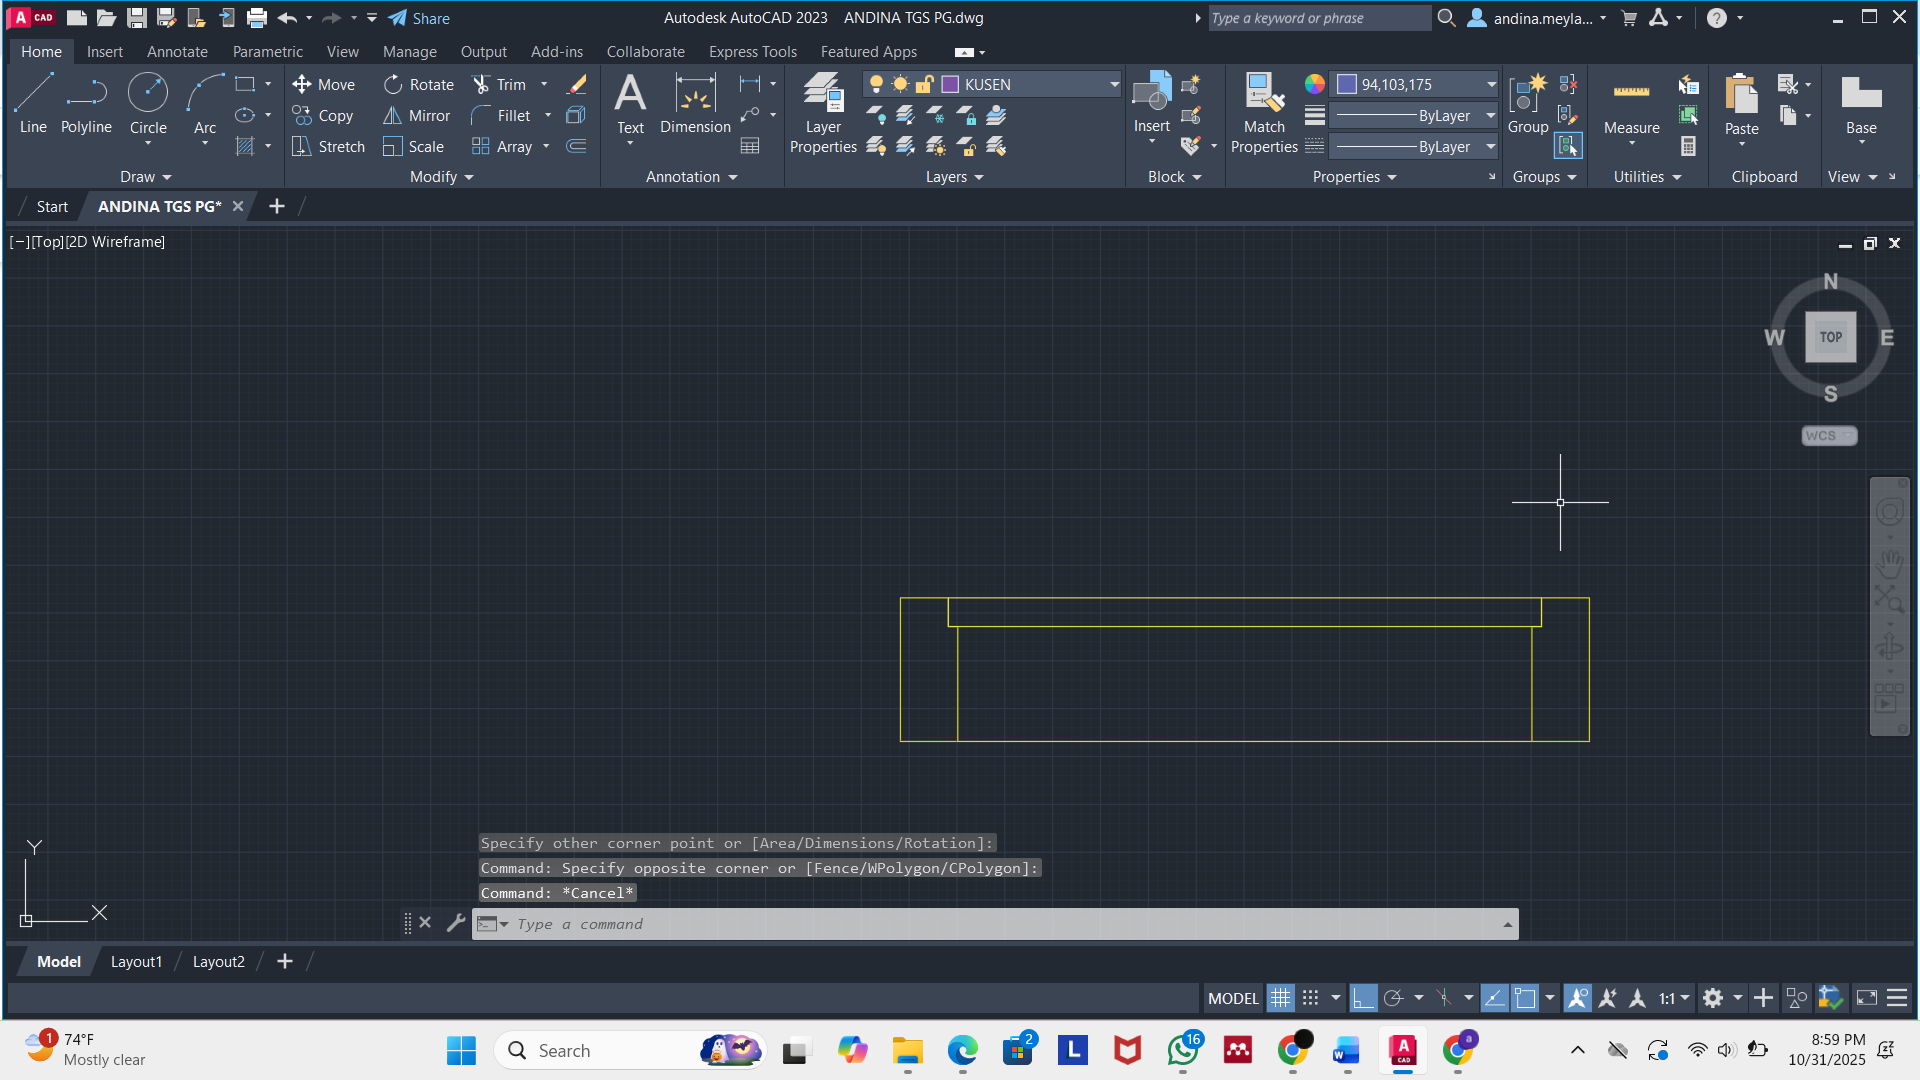 A CAD Share Autodesk AutoCAD 2023 ANDINA TGS PG.dwg Type a keyword or phrase andina.meyla... ?
Home Insert Annotate Parametric View Manage Output Add-ins Collaborate Express Tools Featured Apps
Move Rotate Trim KUSEN 94,103,175
Line Polyline Circle Arc Copy Mirror Fillet Text Dimension Layer Properties Insert Match Properties ByLayer Group Measure Paste Base
Stretch Scale Array ByLayer
Draw Modify Annotation Layers Block Properties Groups Utilities Clipboard View
Start ANDINA TGS PG*
[−][Top][2D Wireframe]
N
W TOP E
S
WCS
Y
X
Specify other corner point or [Area/Dimensions/Rotation]:
Command: Specify opposite corner or [Fence/WPolygon/CPolygon]:
Command: *Cancel*
Type a command
Model Layout1 Layout2
MODEL 1:1
1 74°F
Mostly clear
Search
2 L 16 W A CAD a
8:59 PM
10/31/2025